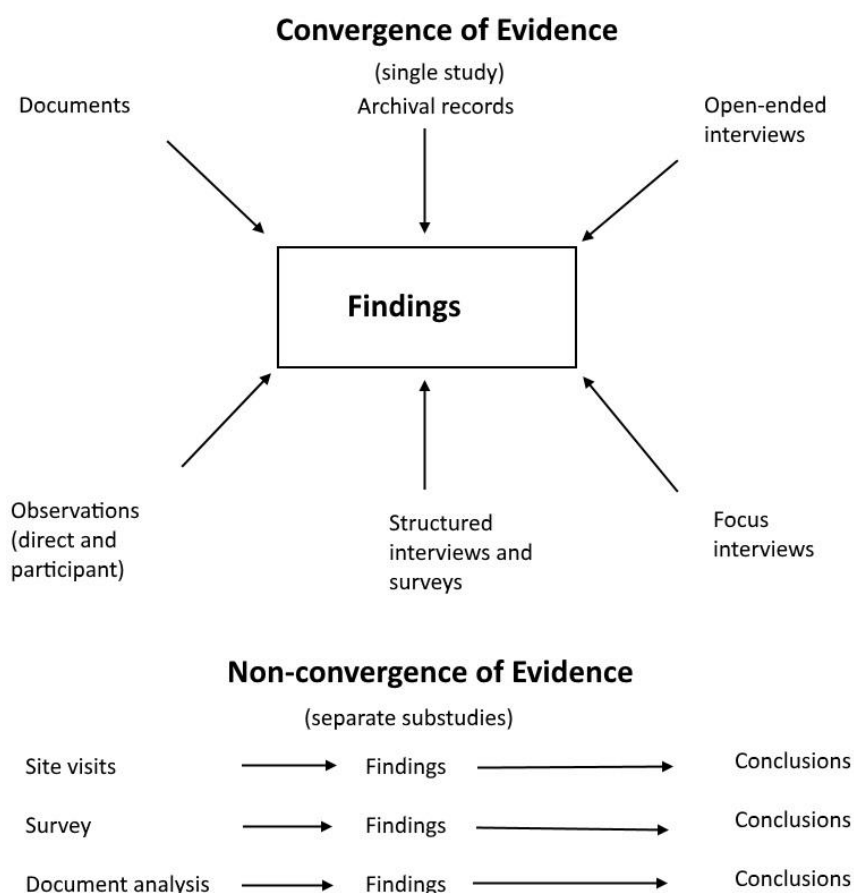 Convergence of Evidence
(single study)
Documents
Archival records
Open-ended
interviews
Findings
Observations
(direct and
participant)
Structured
interviews and
surveys
Focus
interviews
Non-convergence of Evidence
(separate substudies)
Site visits Findings Conclusions
Survey Findings Conclusions
Document analysis Findings Conclusions